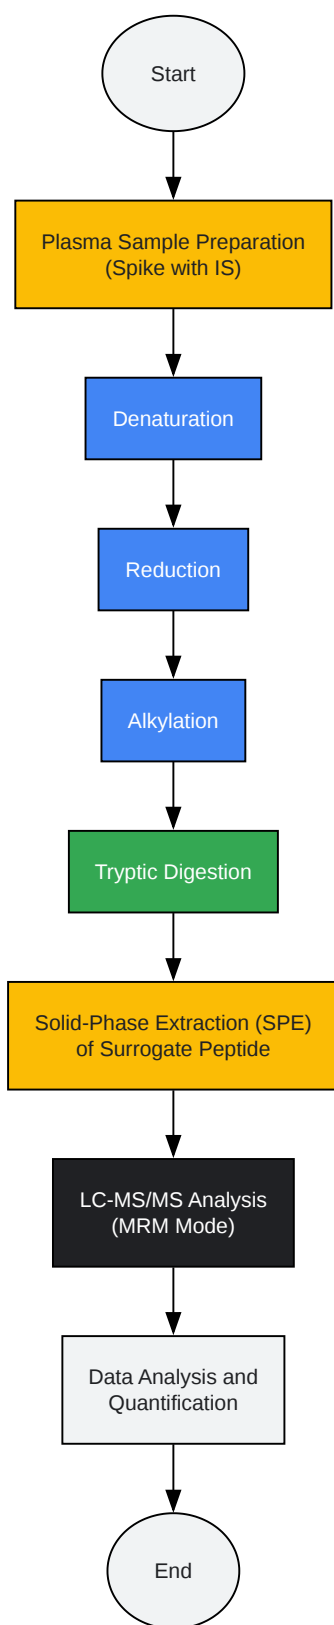 Start
Plasma Sample Preparation
(Spike with IS)
Denaturation
Reduction
Alkylation
Tryptic Digestion
Solid-Phase Extraction (SPE)
of Surrogate Peptide
LC-MS/MS Analysis
(MRM Mode)
Data Analysis and
Quantification
End